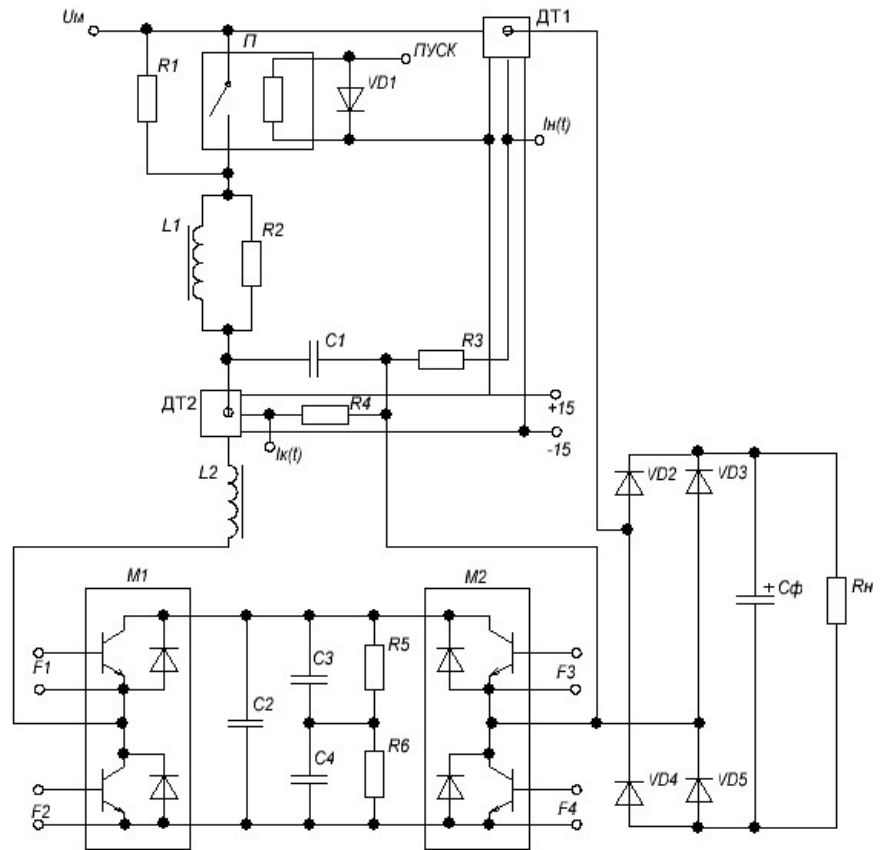 Uм
ДТ1
П
ПУСК
R1
VD1
Iн(t)
L1
R2
C1
R3
ДТ2
R4
+15
-15
Iк(t)
L2
VD2
VD3
M1
M2
+
Cф
Rн
R5
F1
C3
F3
C2
R6
C4
VD4
VD5
F2
F4